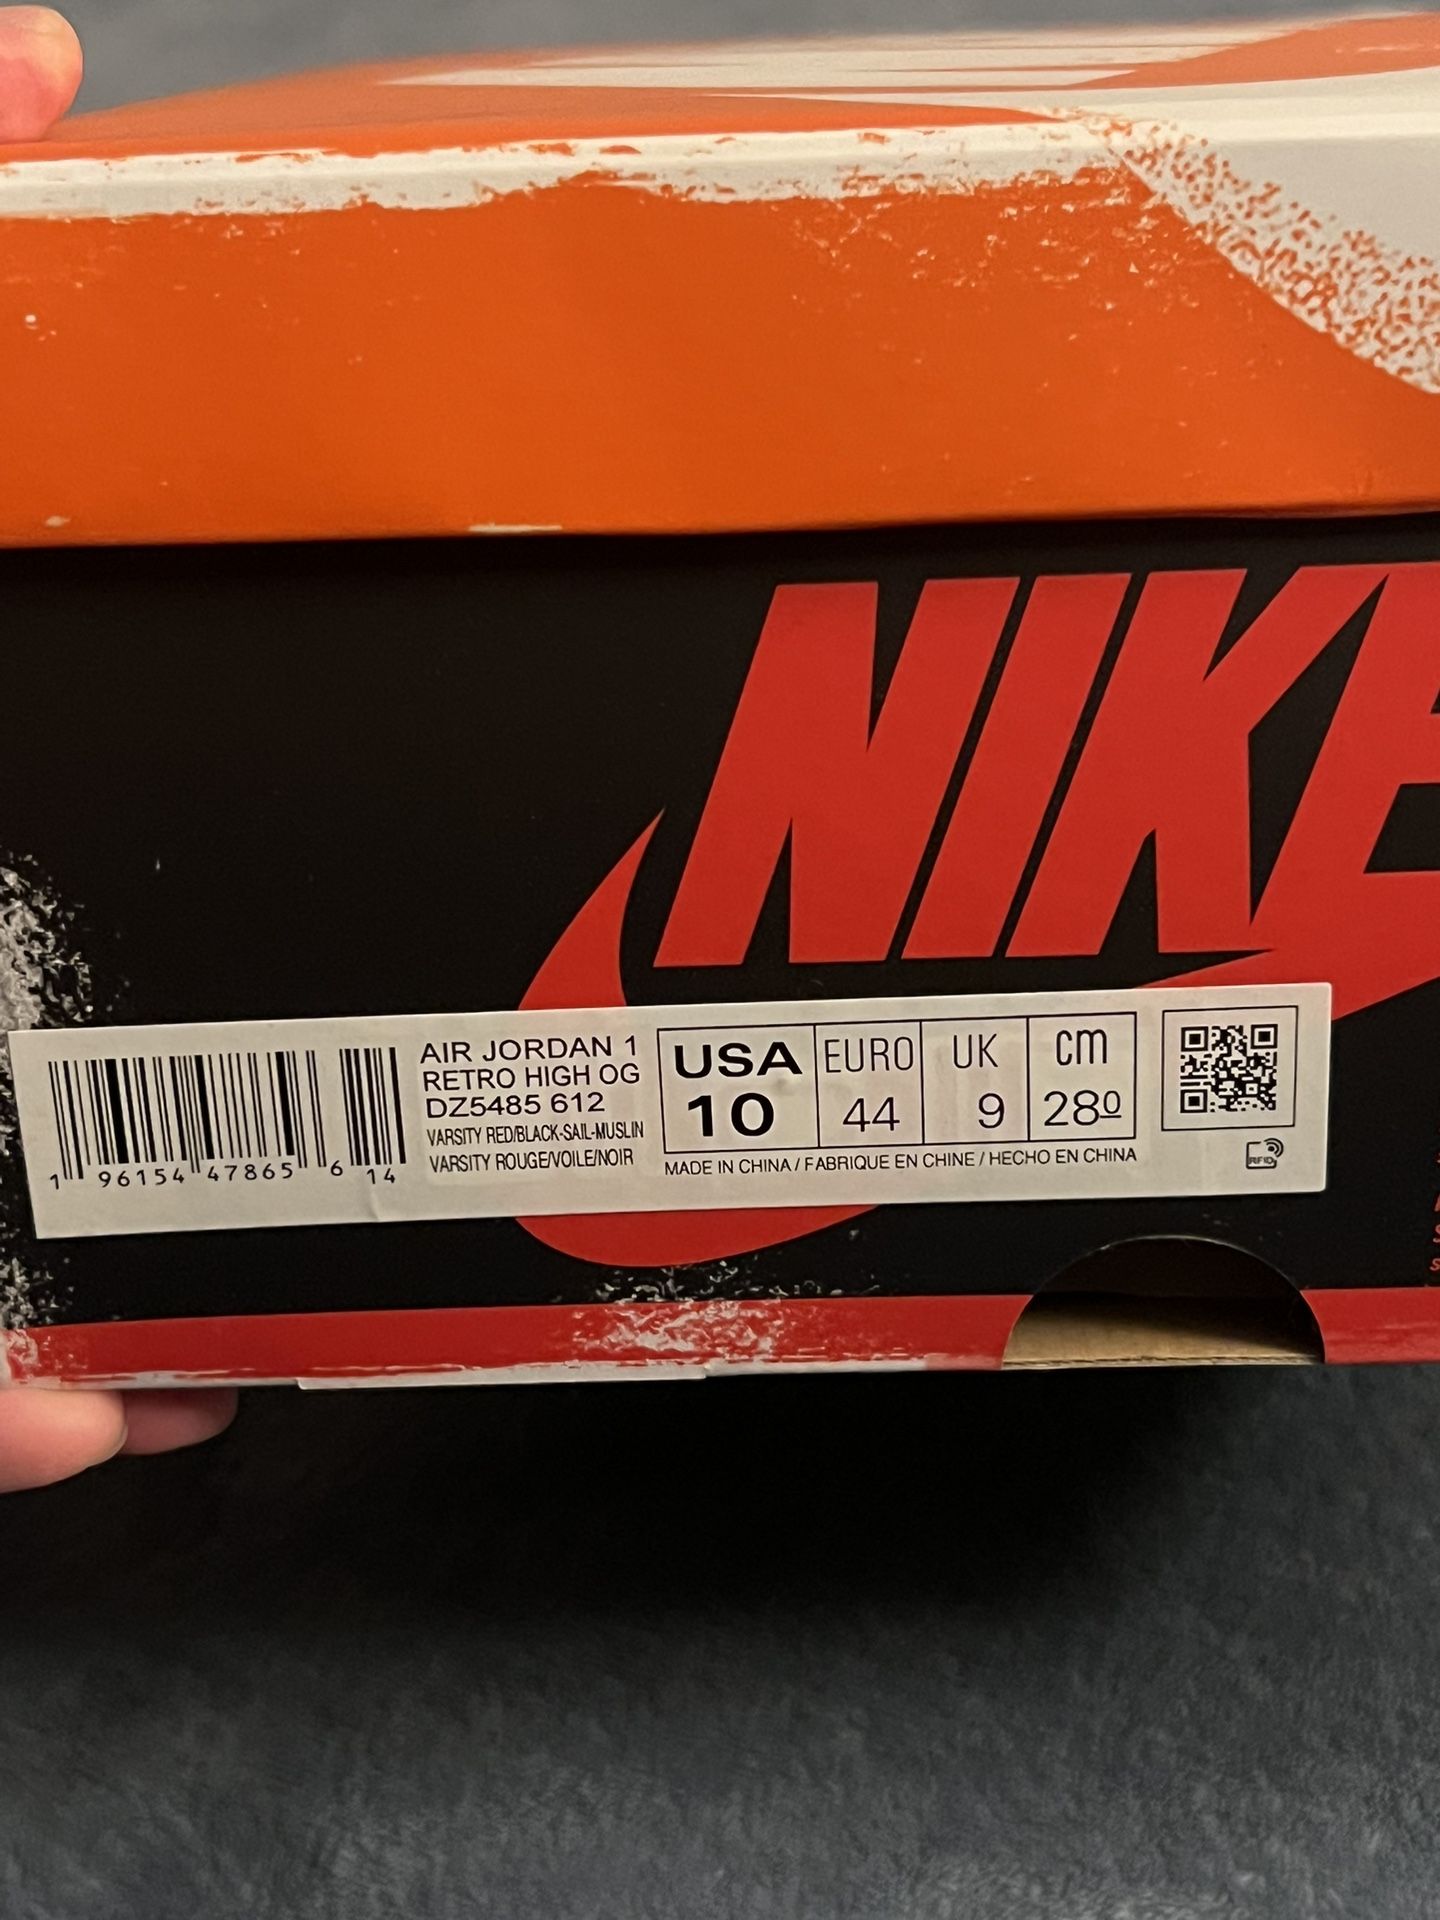 NIKE
AIR JORDAN 1
RETRO HIGH OG
DZ5485 612
VARSITY RED/BLACK-SAIL-MUSLIN
VARSITY ROUGE/VOILE/NOIR
1 96154 47865 6 14
USA EURO UK cm
10 44 9 280
MADE IN CHINA / FABRIQUE EN CHINE / HECHO EN CHINA
RFID